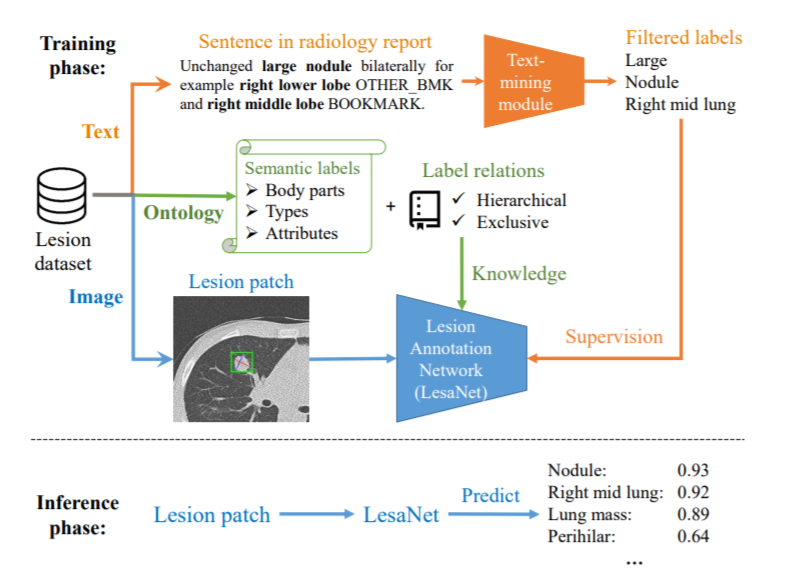 Training
phase:
Sentence in radiology report
Unchanged large nodule bilaterally for
example right lower lobe OTHER_BMK
and right middle lobe BOOKMARK.
Text-
mining
module
Filtered labels
Large
Nodule
Right mid lung
Text
Lesion
dataset
Ontology
Semantic labels
➢ Body parts
➢ Types
➢ Attributes
+
Label relations
✓ Hierarchical
✓ Exclusive
Knowledge
Image
Lesion patch
Lesion
Annotation
Network
(LesaNet)
Supervision
Inference
phase:
Lesion patch
LesaNet
Predict
Nodule: 0.93
Right mid lung: 0.92
Lung mass: 0.89
Perihilar: 0.64
...